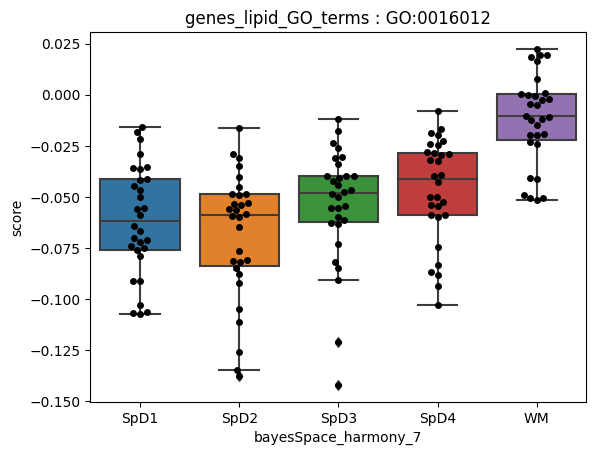 genes_lipid_GO_terms : GO:0016012
0.025
0.000
−0.025
−0.050
−0.075
−0.100
−0.125
−0.150
score
SpD1 SpD2 SpD3 SpD4 WM
bayesSpace_harmony_7